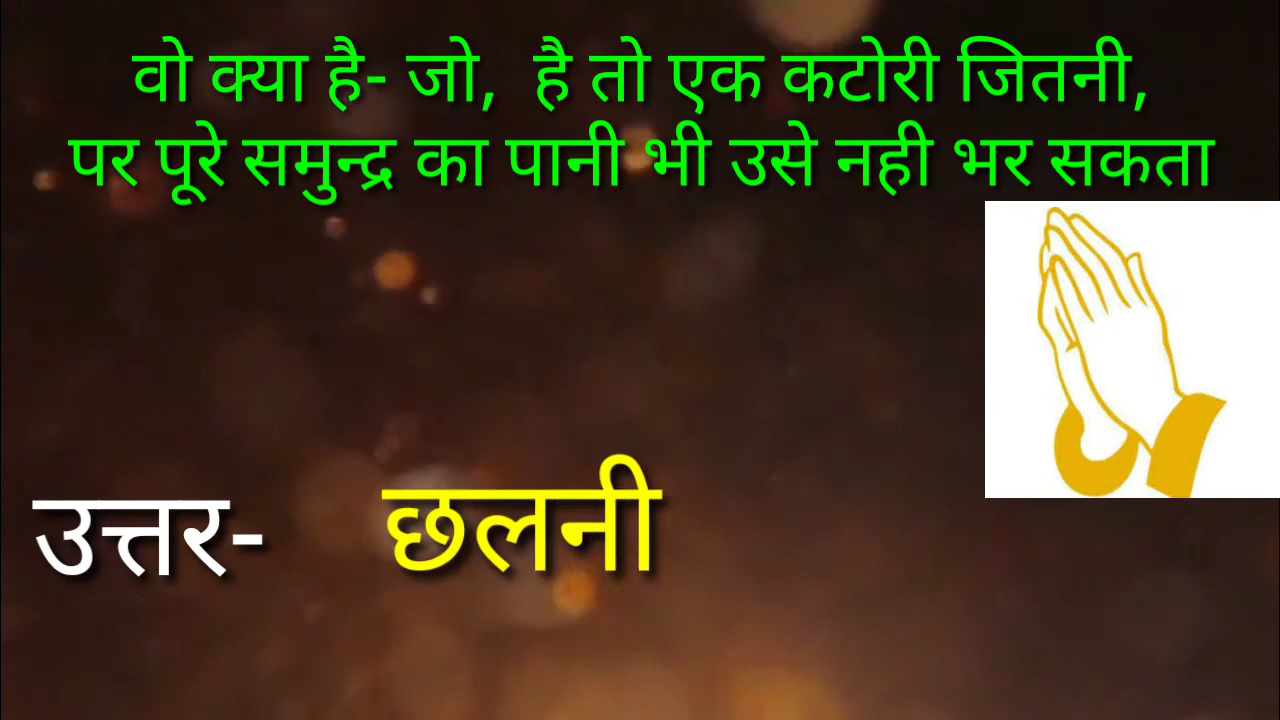 वो क्या है- जो,  है तो एक कटोरी जितनी,
पर पूरे समुन्द्र का पानी भी उसे नही भर सकता
उत्तर- छलनी